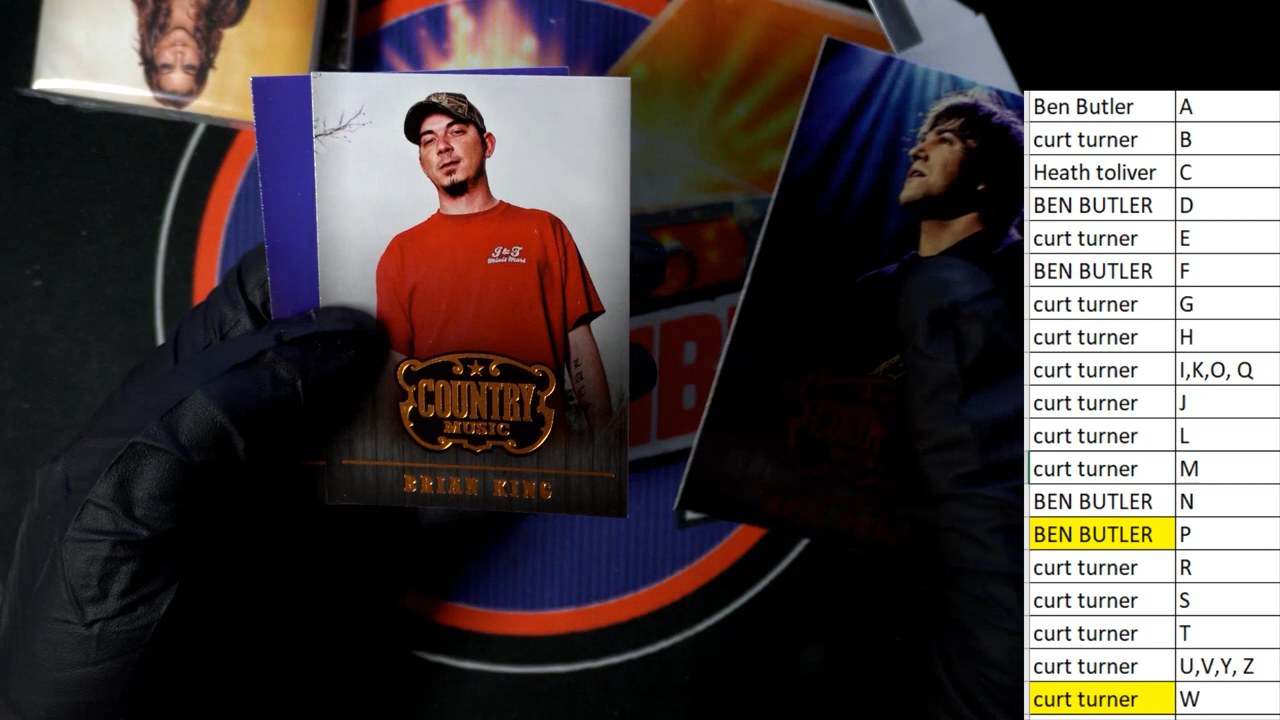 J&T
Minit Mart
COUNTRY
MUSIC
BRIAN KING
Ben Butler A
curt turner B
Heath toliver C
BEN BUTLER D
curt turner E
BEN BUTLER F
curt turner G
curt turner H
curt turner I,K,O, Q
curt turner J
curt turner L
curt turner M
BEN BUTLER N
BEN BUTLER P
curt turner R
curt turner S
curt turner T
curt turner U,V,Y, Z
curt turner W